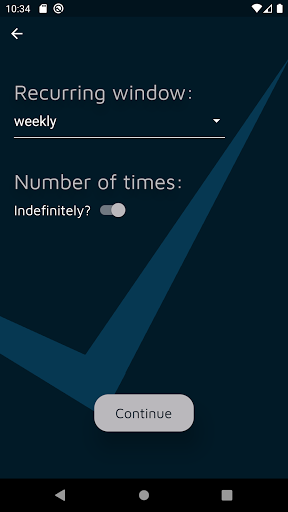 10:34
Recurring window:
weekly
Number of times:
Indefinitely?
Continue